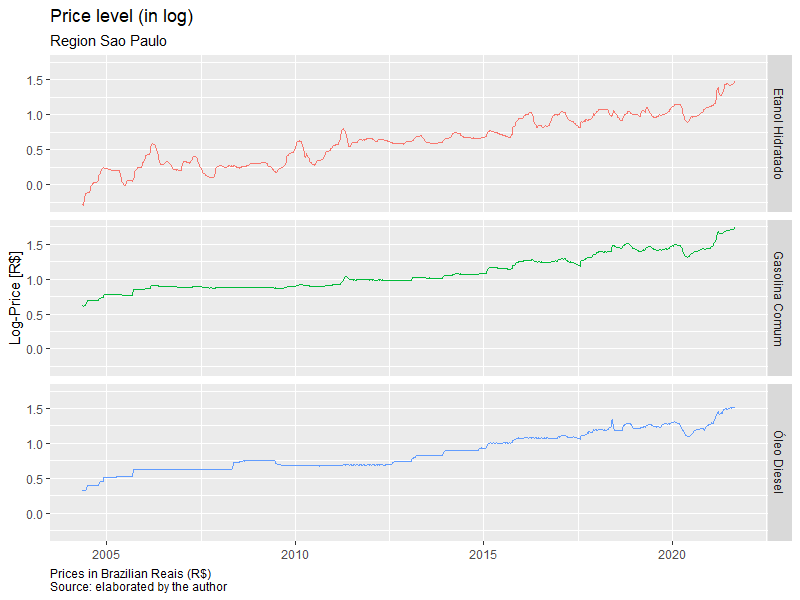 Price level (in log)
Region Sao Paulo
Log-Price [R$]
1.5
1.0
0.5
0.0
Etanol Hidratado
1.5
1.0
0.5
0.0
Gasolina Comum
1.5
1.0
0.5
0.0
Óleo Diesel
2005
2010
2015
2020
Prices in Brazilian Reais (R$)
Source: elaborated by the author